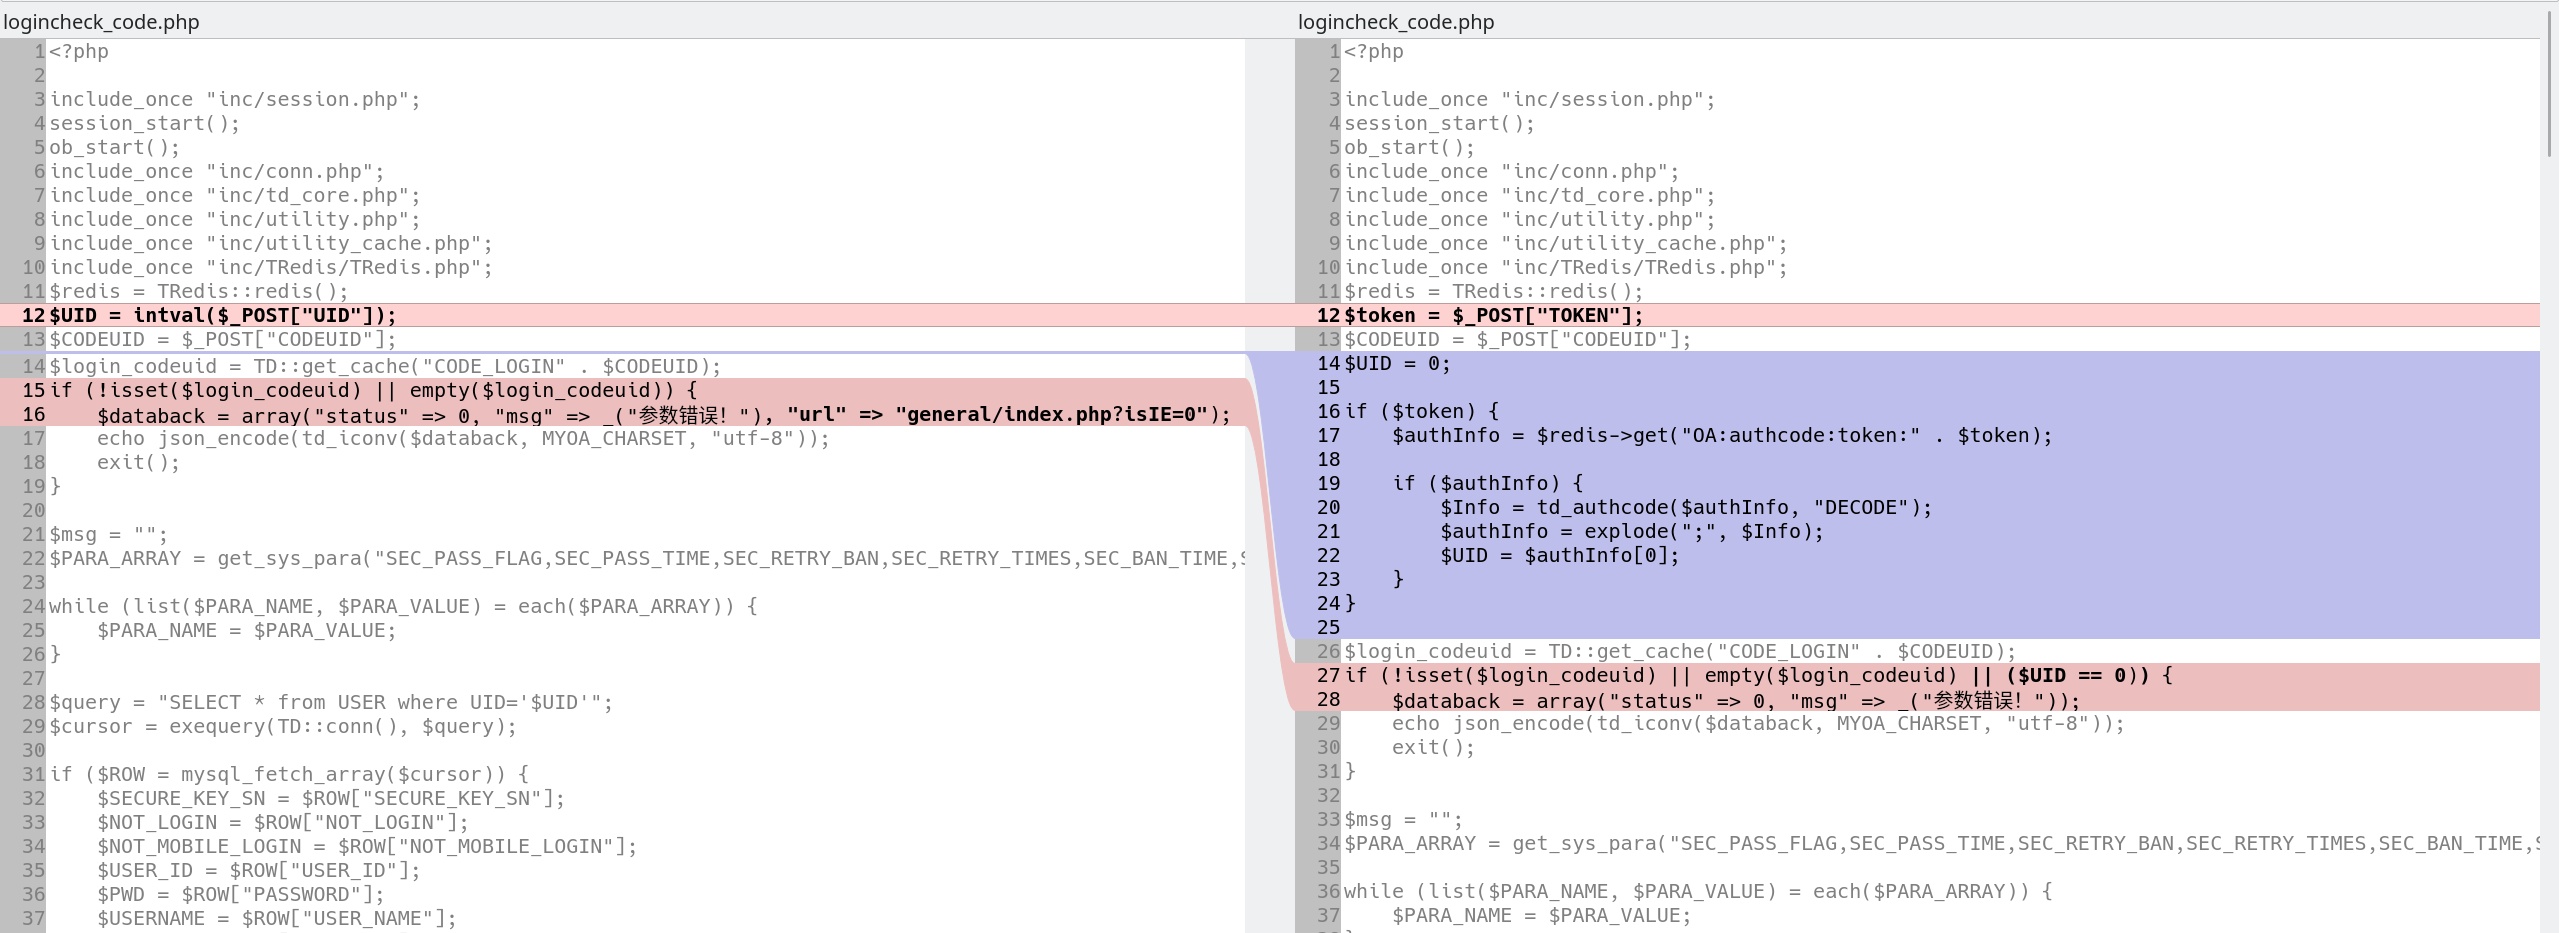 logincheck_code.php
1 <?php
2
3 include_once "inc/session.php";
4 session_start();
5 ob_start();
6 include_once "inc/conn.php";
7 include_once "inc/td_core.php";
8 include_once "inc/utility.php";
9 include_once "inc/utility_cache.php";
10 include_once "inc/TRedis/TRedis.php";
11 $redis = TRedis::redis();
12 $UID = intval($_POST["UID"]);
13 $CODEUID = $_POST["CODEUID"];
14 $login_codeuid = TD::get_cache("CODE_LOGIN" . $CODEUID);
15 if (!isset($login_codeuid) || empty($login_codeuid)) {
16     $databack = array("status" => 0, "msg" => _("参数错误！"), "url" => "general/index.php?isIE=0");
17     echo json_encode(td_iconv($databack, MYOA_CHARSET, "utf-8"));
18     exit();
19 }
20
21 $msg = "";
22 $PARA_ARRAY = get_sys_para("SEC_PASS_FLAG,SEC_PASS_TIME,SEC_RETRY_BAN,SEC_RETRY_TIMES,SEC_BAN_TIME,S
23
24 while (list($PARA_NAME, $PARA_VALUE) = each($PARA_ARRAY)) {
25     $PARA_NAME = $PARA_VALUE;
26 }
27
28 $query = "SELECT * from USER where UID='$UID'";
29 $cursor = exequery(TD::conn(), $query);
30
31 if ($ROW = mysql_fetch_array($cursor)) {
32     $SECURE_KEY_SN = $ROW["SECURE_KEY_SN"];
33     $NOT_LOGIN = $ROW["NOT_LOGIN"];
34     $NOT_MOBILE_LOGIN = $ROW["NOT_MOBILE_LOGIN"];
35     $USER_ID = $ROW["USER_ID"];
36     $PWD = $ROW["PASSWORD"];
37     $USERNAME = $ROW["USER_NAME"];
logincheck_code.php
1 <?php
2
3 include_once "inc/session.php";
4 session_start();
5 ob_start();
6 include_once "inc/conn.php";
7 include_once "inc/td_core.php";
8 include_once "inc/utility.php";
9 include_once "inc/utility_cache.php";
10 include_once "inc/TRedis/TRedis.php";
11 $redis = TRedis::redis();
12 $token = $_POST["TOKEN"];
13 $CODEUID = $_POST["CODEUID"];
14 $UID = 0;
15
16 if ($token) {
17     $authInfo = $redis->get("OA:authcode:token:" . $token);
18
19     if ($authInfo) {
20         $Info = td_authcode($authInfo, "DECODE");
21         $authInfo = explode(";", $Info);
22         $UID = $authInfo[0];
23     }
24 }
25
26 $login_codeuid = TD::get_cache("CODE_LOGIN" . $CODEUID);
27 if (!isset($login_codeuid) || empty($login_codeuid) || ($UID == 0)) {
28     $databack = array("status" => 0, "msg" => _("参数错误！"));
29     echo json_encode(td_iconv($databack, MYOA_CHARSET, "utf-8"));
30     exit();
31 }
32
33 $msg = "";
34 $PARA_ARRAY = get_sys_para("SEC_PASS_FLAG,SEC_PASS_TIME,SEC_RETRY_BAN,SEC_RETRY_TIMES,SEC_BAN_TIME,S
35
36 while (list($PARA_NAME, $PARA_VALUE) = each($PARA_ARRAY)) {
37     $PARA_NAME = $PARA_VALUE;